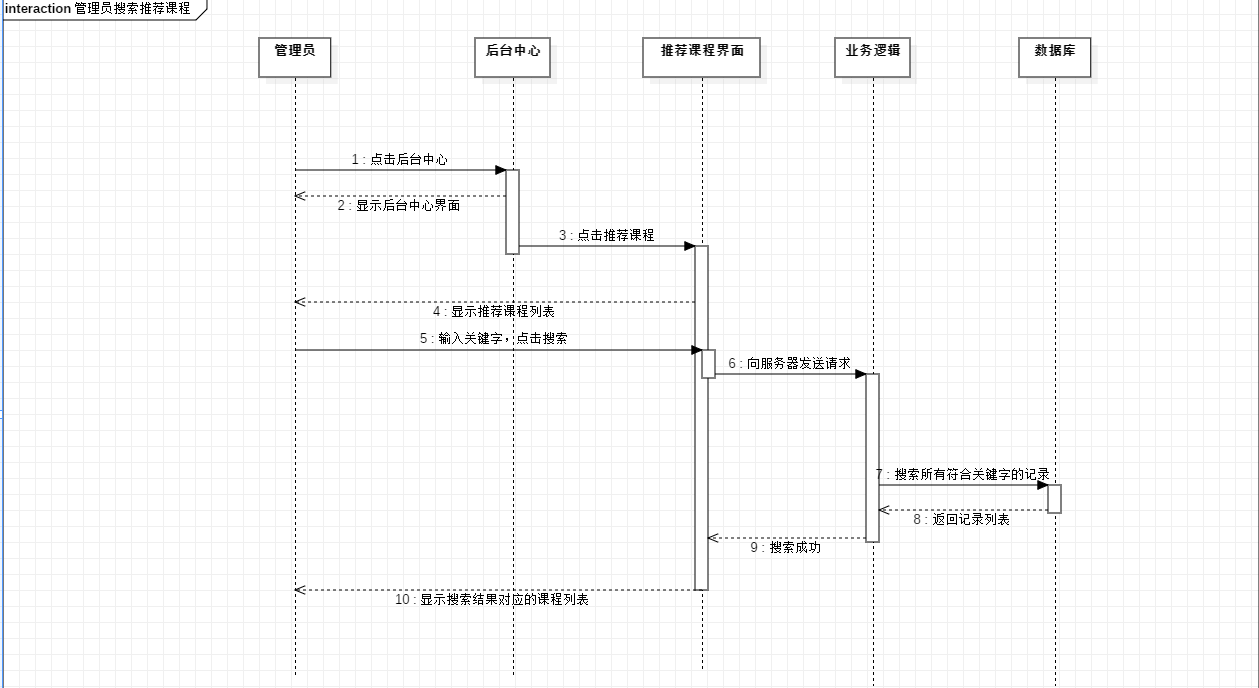 interaction 管理员搜索推荐课程
管理员
后台中心
推荐课程界面
业务逻辑
数据库
1 : 点击后台中心
2 : 显示后台中心界面
3 : 点击推荐课程
4 : 显示推荐课程列表
5 : 输入关键字，点击搜索
6 : 向服务器发送请求
7 : 搜索所有符合关键字的记录
8 : 返回记录列表
9 : 搜索成功
10 : 显示搜索结果对应的课程列表